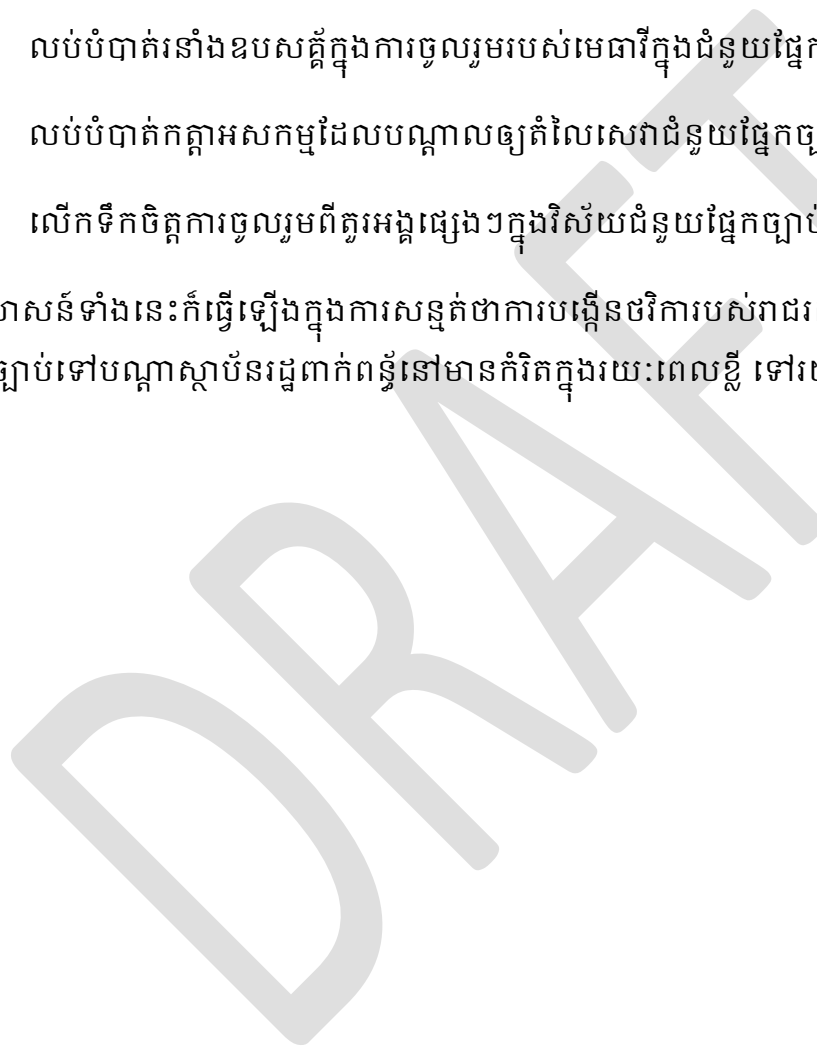 លប់បំបាត់រនាំងឧបសគ្គ័ក្នុងការចូលរួមរបស់មេធាវីក្នុងជំនួយផ្នែក
លប់បំបាត់កត្តាអសកម្មដែលបណ្តាលឲ្យតំលៃសេវាជំនួយផ្នែកច្ប
លើកទឹកចិត្តការចូលរួមពីតួរអង្គផ្សេងៗក្នុងវិស័យជំនួយផ្នែកច្បាប់
សាសន៍ទាំងនេះក៏ធ្វើឡើងក្នុងការសន្មត់ថាការបង្កើនថវិការបស់រាជរ
ច្បាប់ទៅបណ្តាស្ថាប័នរដ្ឋពាក់ពន្ធ័នៅមានកំរិតក្នុងរយៈពេលខ្លី ទៅរយ
DRAFT